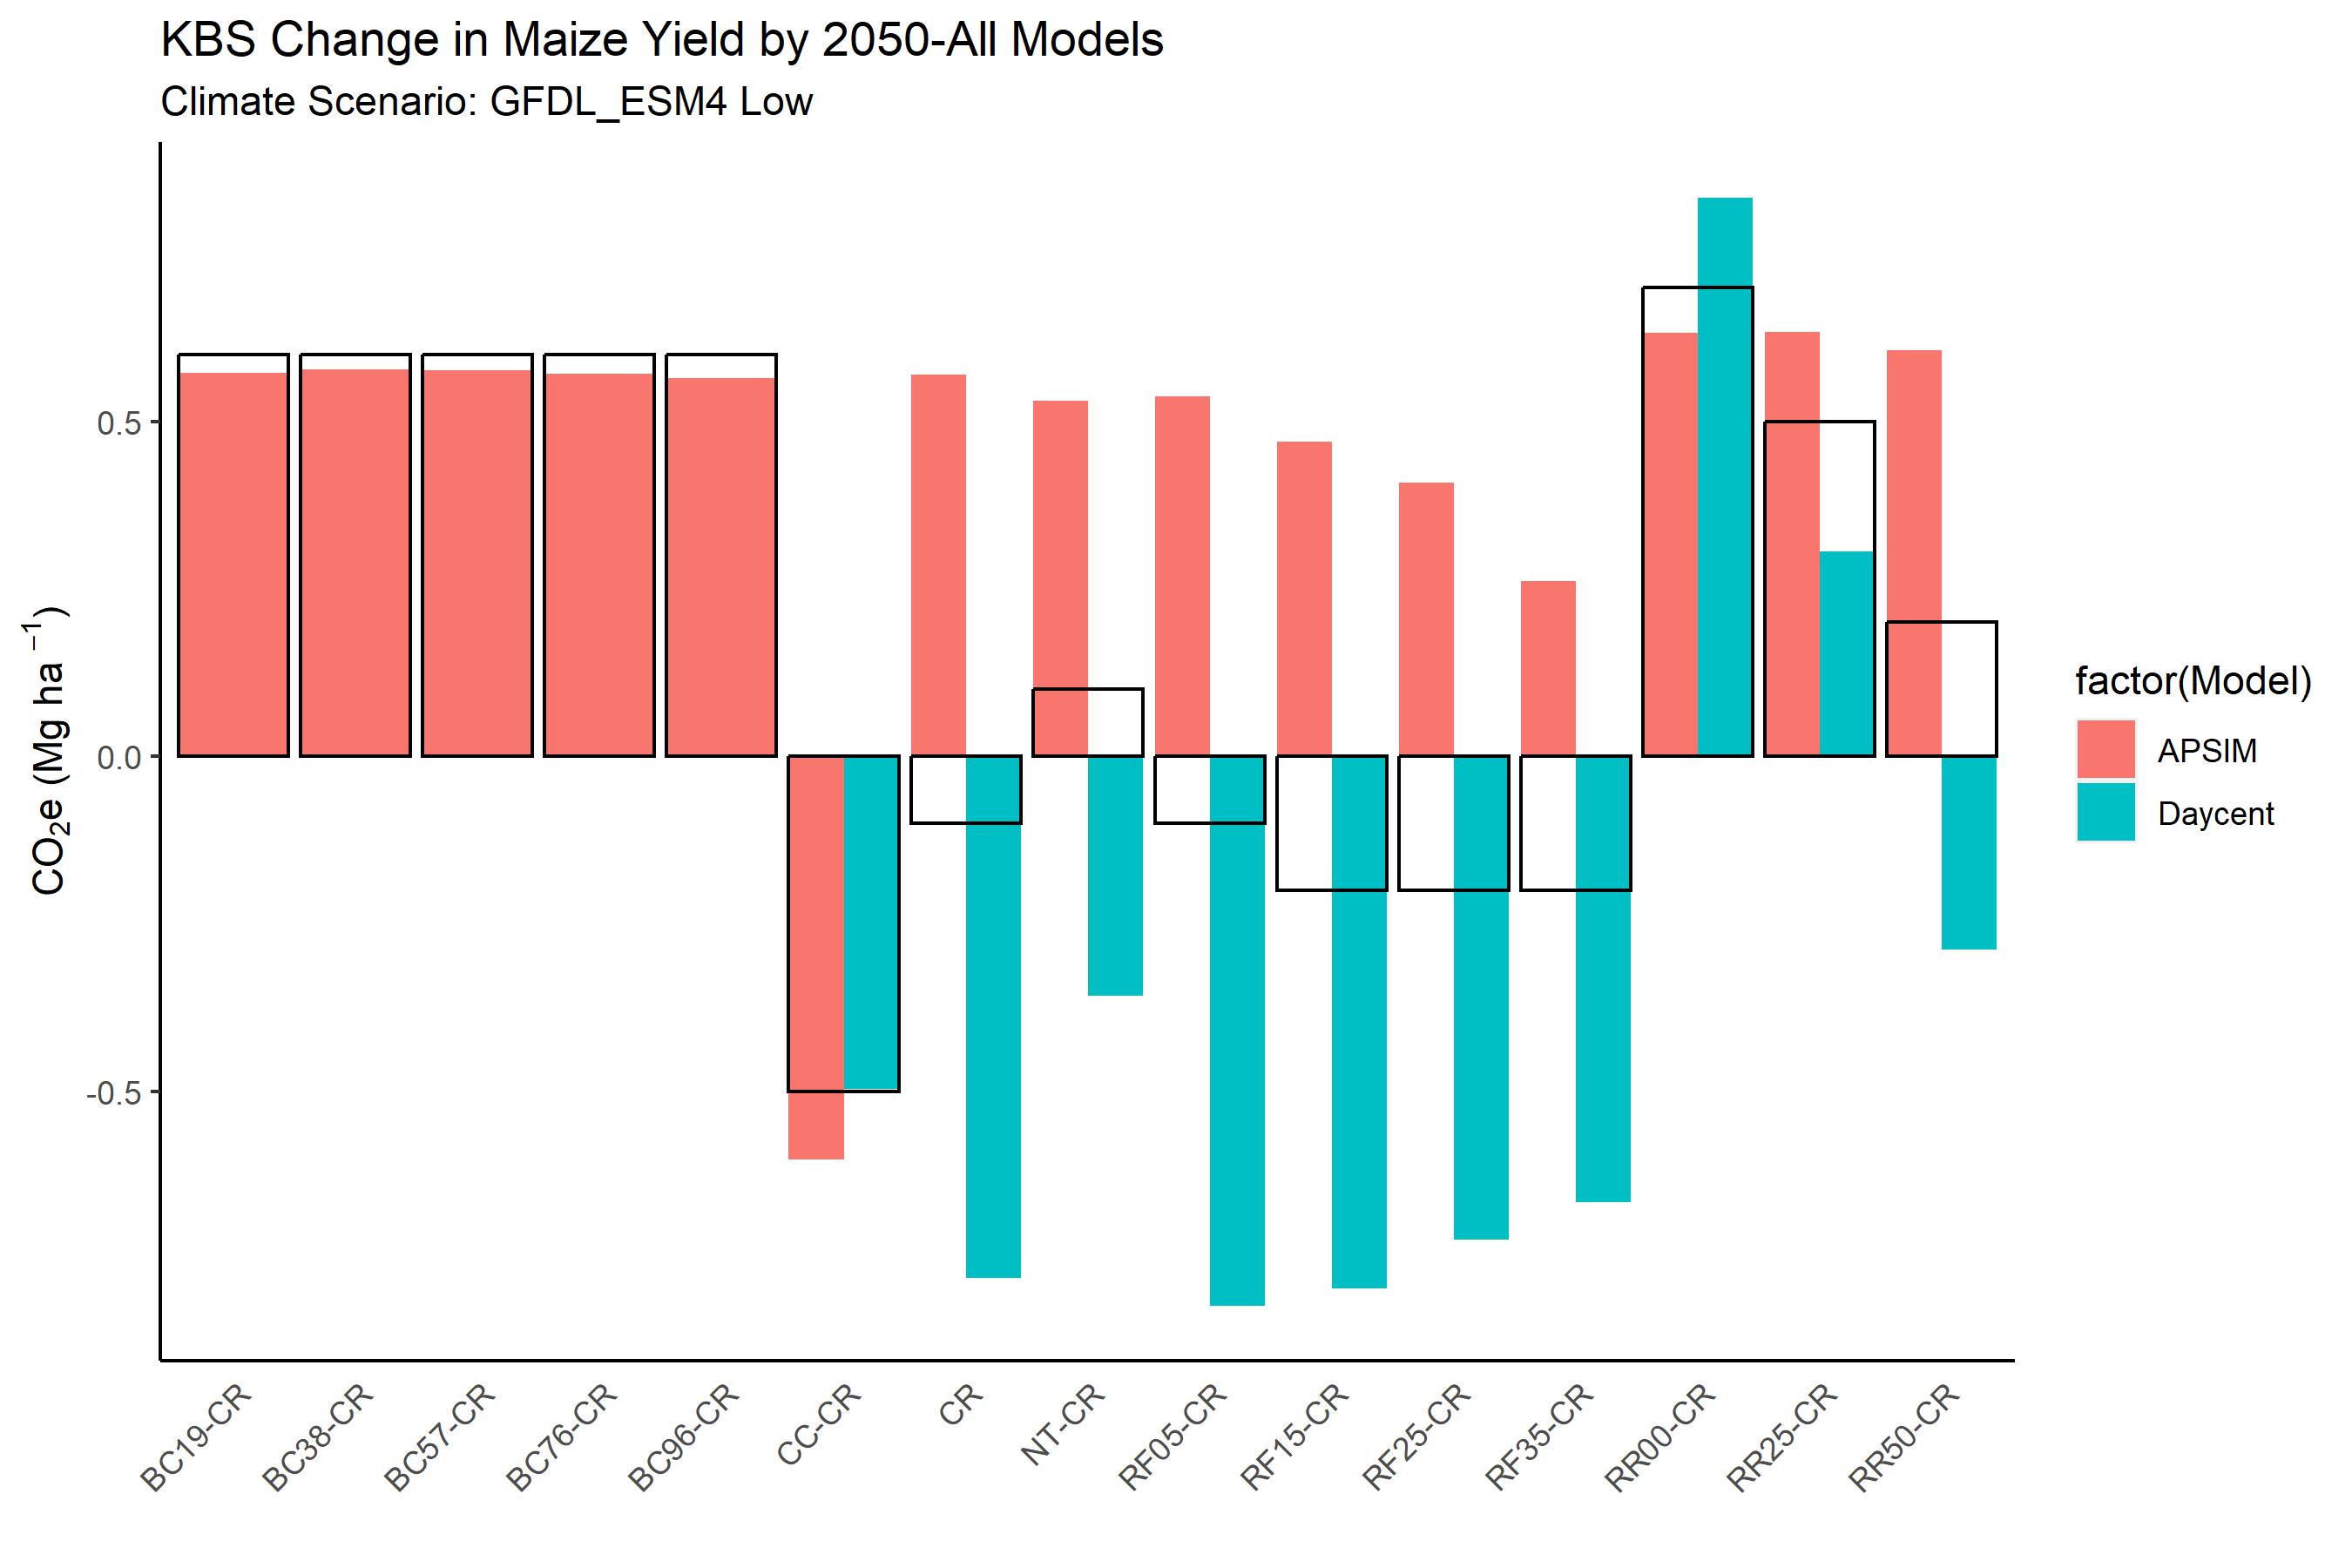 KBS Change in Maize Yield by 2050-All Models
Climate Scenario: GFDL_ESM4 Low
CO₂e (Mg ha ⁻¹)
0.5
0.0
-0.5
BC19-CR
BC38-CR
BC57-CR
BC76-CR
BC96-CR
CC-CR
CR
NT-CR
RF05-CR
RF15-CR
RF25-CR
RF35-CR
RR00-CR
RR25-CR
RR50-CR
factor(Model)
APSIM
Daycent